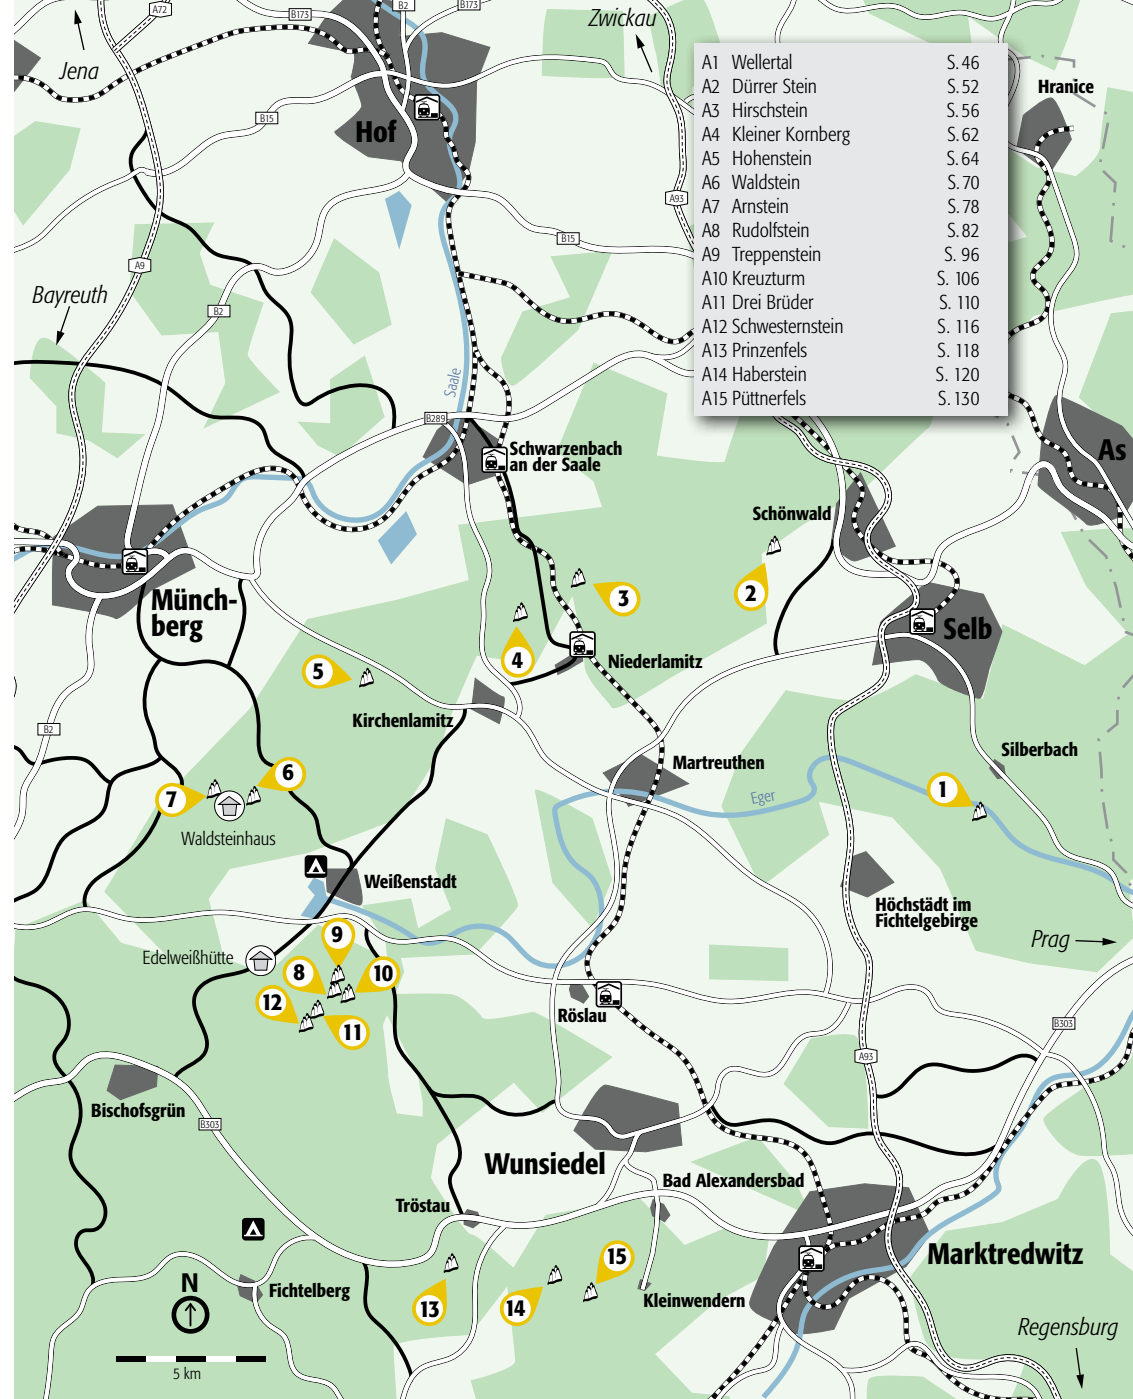 A72
B173
B2
B173
Zwickau
Jena
A1 Wellertal S. 46
A2 Dürrer Stein S. 52
A3 Hirschstein S. 56
A4 Kleiner Kornberg S. 62
A5 Hohenstein S. 64
A6 Waldstein S. 70
A7 Arnstein S. 78
A8 Rudolfstein S. 82
A9 Treppenstein S. 96
A10 Kreuzturm S. 106
A11 Drei Brüder S. 110
A12 Schwesternstein S. 116
A13 Prinzenfels S. 118
A14 Haberstein S. 120
A15 Püttnerfels S. 130
Hranice
B15
Hof
A93
B15
A9
Bayreuth
B2
Saale
B289
Schwarzenbach
an der Saale
As
Schönwald
Münch-
berg
2
3
4
Selb
5
Niederlamitz
Kirchenlamitz
B2
Silberbach
Martreuthen
6
7
Eger
1
Waldsteinhaus
Weißenstadt
Höchstädt im
Fichtelgebirge
9
Prag
Edelweißhütte
8
10
12
11
Röslau
B303
A93
Bischofsgrün
B303
Wunsiedel
Bad Alexandersbad
Tröstau
Marktredwitz
15
N
Fichtelberg
13
14
Kleinwendern
Regensburg
5 km